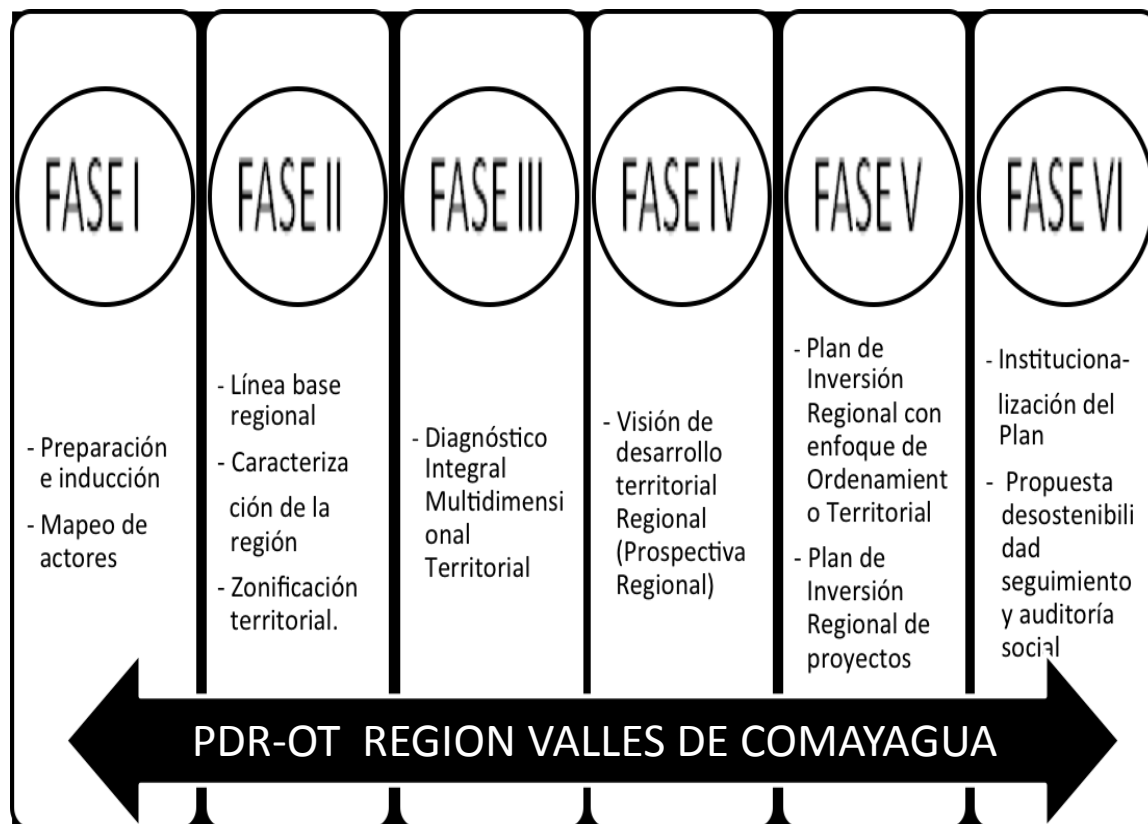 FASE I
- Preparación
e inducción
- Mapeo de
actores
FASE II
- Línea base
regional
- Caracteriza
ción de la
región
- Zonificación
territorial.
FASE III
- Diagnóstico
Integral
Multidimensi
onal
Territorial
FASE IV
- Visión de
desarrollo
territorial
Regional
(Prospectiva
Regional)
FASE V
- Plan de
Inversión
Regional con
enfoque de
Ordenamient
o Territorial
- Plan de
Inversión
Regional de
proyectos
FASE VI
- Instituciona-
lización del
Plan
- Propuesta
desostenibili
dad
seguimiento
y auditoría
social
PDR-OT REGION VALLES DE COMAYAGUA